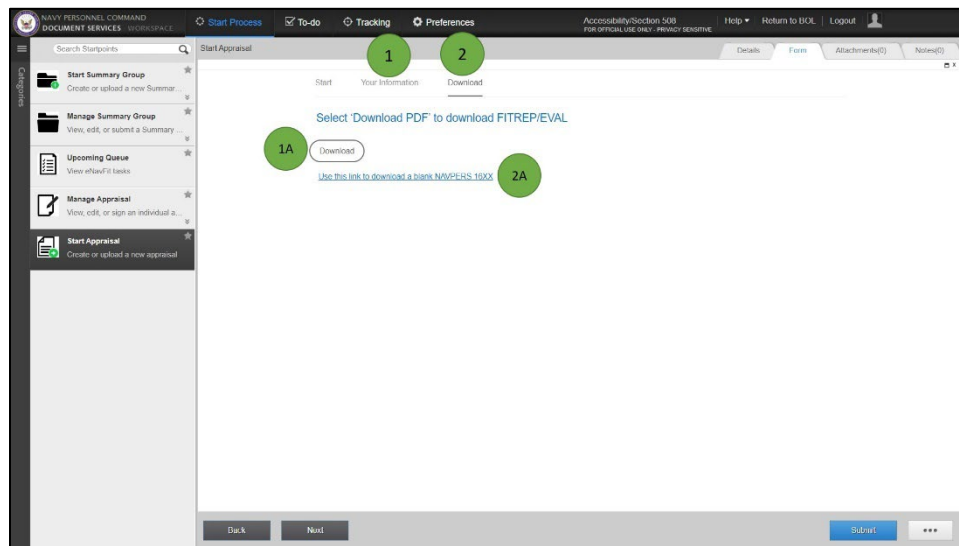 NAVY PERSONNEL COMMAND
DOCUMENT SERVICES WORKSPACE
Start Process
To-do
Tracking
Preferences
Accessibility/Section 508
FOR OFFICIAL USE ONLY - PRIVACY SENSITIVE
Help
Return to BOL
Logout
Search Startpoints
Start Appraisal
Details
Form
Attachments(0)
Notes(0)
Categories
Start Summary Group
Create or upload a new Summar...
Manage Summary Group
View, edit, or submit a Summary ...
Upcoming Queue
View eNavFit tasks
Manage Appraisal
View, edit, or sign an individual a...
Start Appraisal
Create or upload a new appraisal
1
2
Start
Your Information
Download
Select 'Download PDF' to download FITREP/EVAL
1A
Download
Use this link to download a blank NAVPERS 16XX
2A
Back
Next
Submit
...